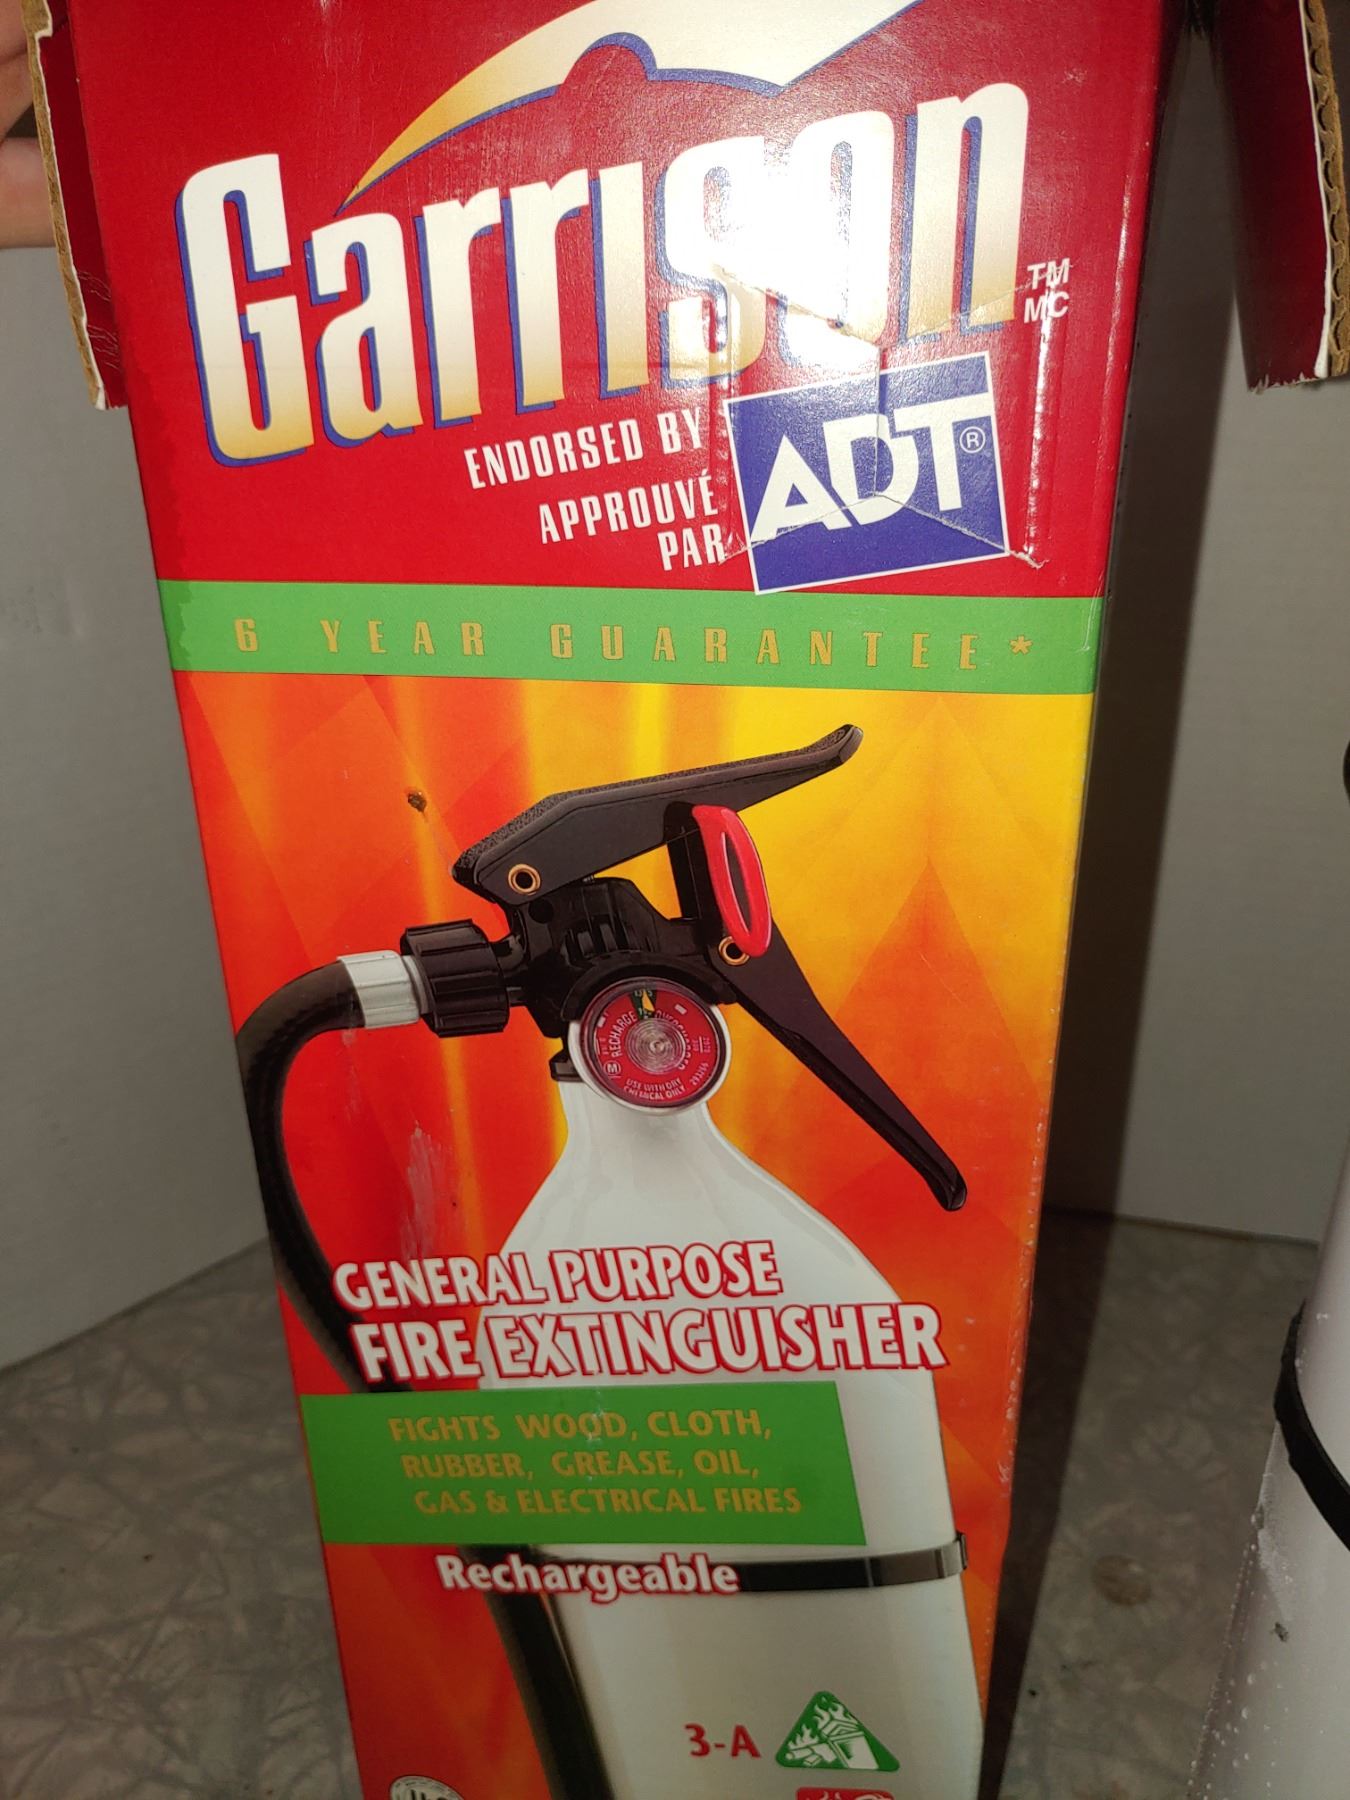 Garrison
TM
MC
ENDORSED BY
APPROUVÉ
PAR
ADT®
6 YEAR GUARANTEE*
RECHARGE
USE WITH DRY
CHEMICAL ONLY
GENERAL PURPOSE
FIRE EXTINGUISHER
FIGHTS WOOD, CLOTH,
RUBBER, GREASE, OIL,
GAS & ELECTRICAL FIRES
Rechargeable
3-A